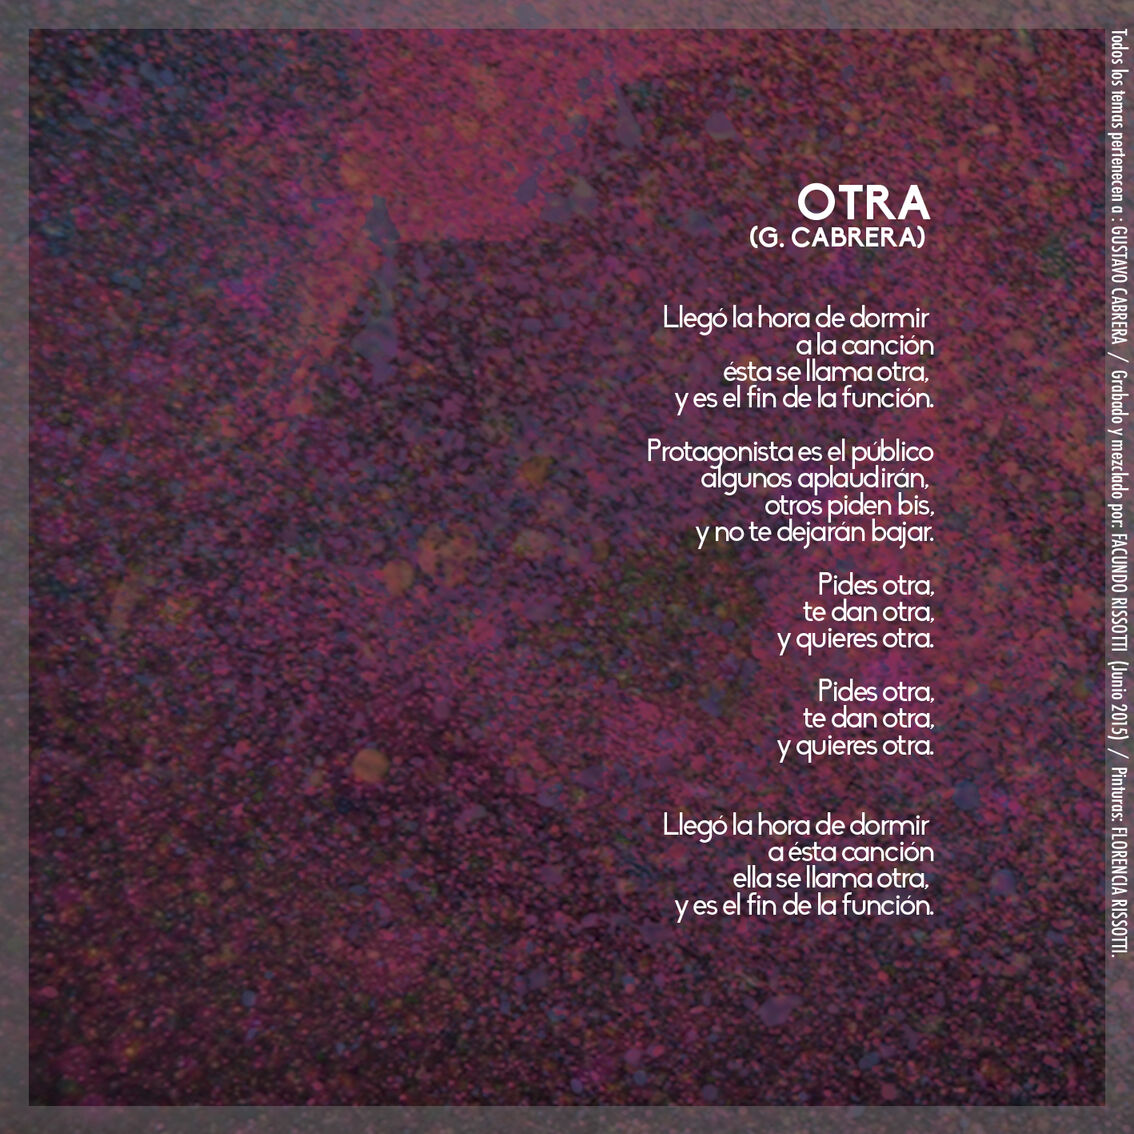 OTRA
(G. CABRERA)
Llegó la hora de dormir
a la canción
ésta se llama otra,
y es el fin de la función.
Protagonista es el público
algunos aplaudirán,
otros piden bis,
y no te dejarán bajar.
Pides otra,
te dan otra,
y quieres otra.
Pides otra,
te dan otra,
y quieres otra.
Llegó la hora de dormir
a ésta canción
ella se llama otra,
y es el fin de la función.
Todos los temas pertenecen a : GUSTAVO CABRERA / Grabado y mezclado por: FACUNDO RISSOTTI (Junio 2015) / Pinturas: FLORENCIA RISSOTTI.